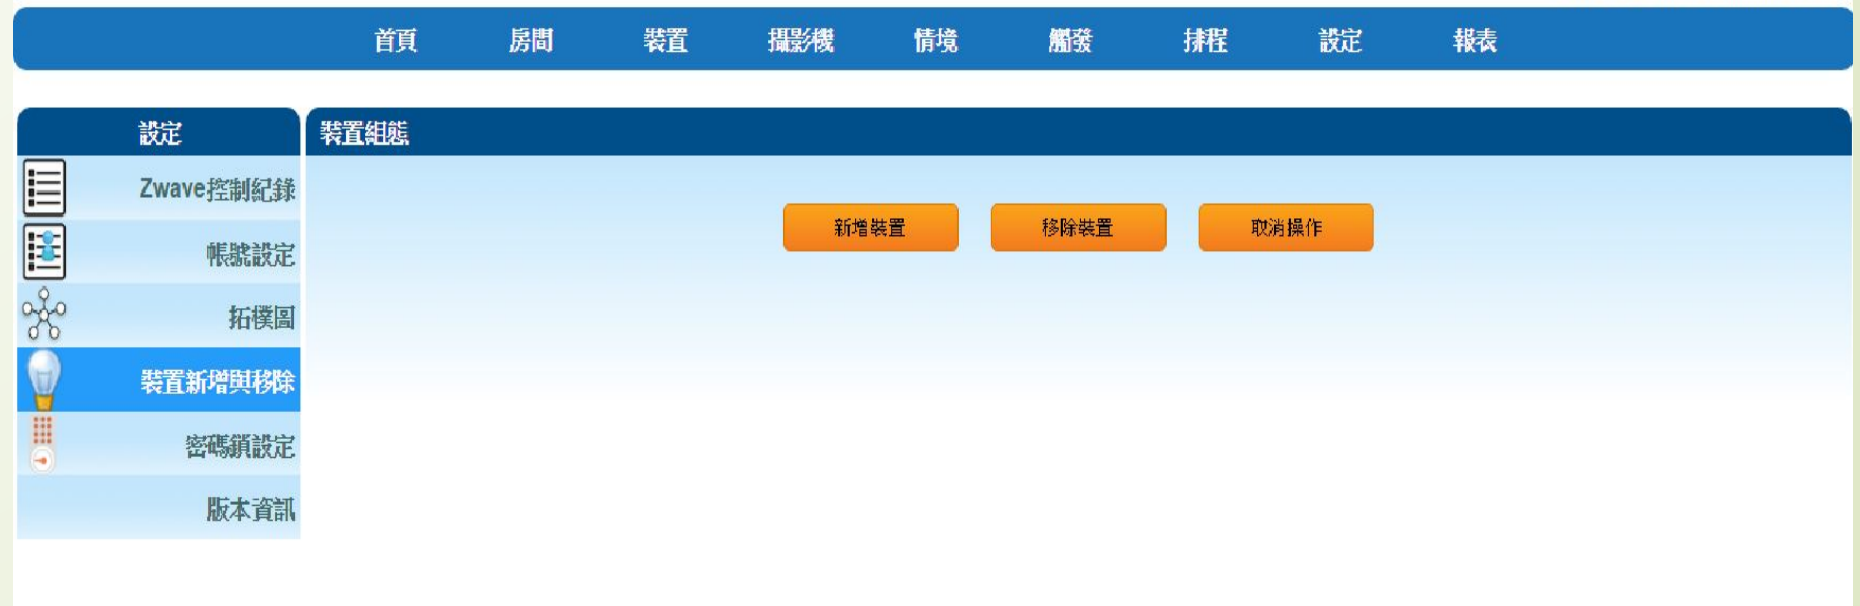 首頁 房間 裝置 攝影機 情境 觸發 排程 設定 報表
設定
Zwave控制紀錄
帳號設定
拓樸圖
裝置新增與移除
密碼鎖設定
版本資訊
裝置組態
新增裝置 移除裝置 取消操作